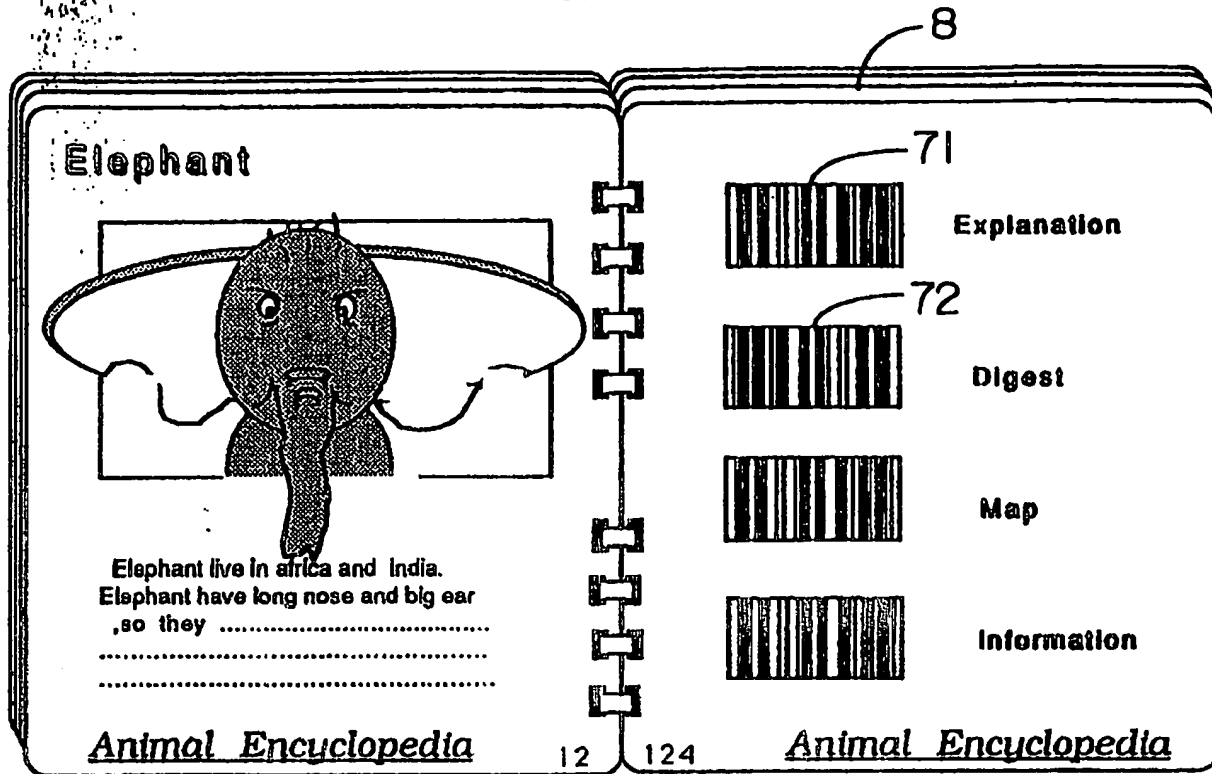 8
Elephant
Elephant live in africa and India.
Elephant have long nose and big ear
,so they ................................................
................................................................
................................................................
Animal Encyclopedia
12
71
Explanation
72
Digest
Map
Information
124
Animal Encyclopedia